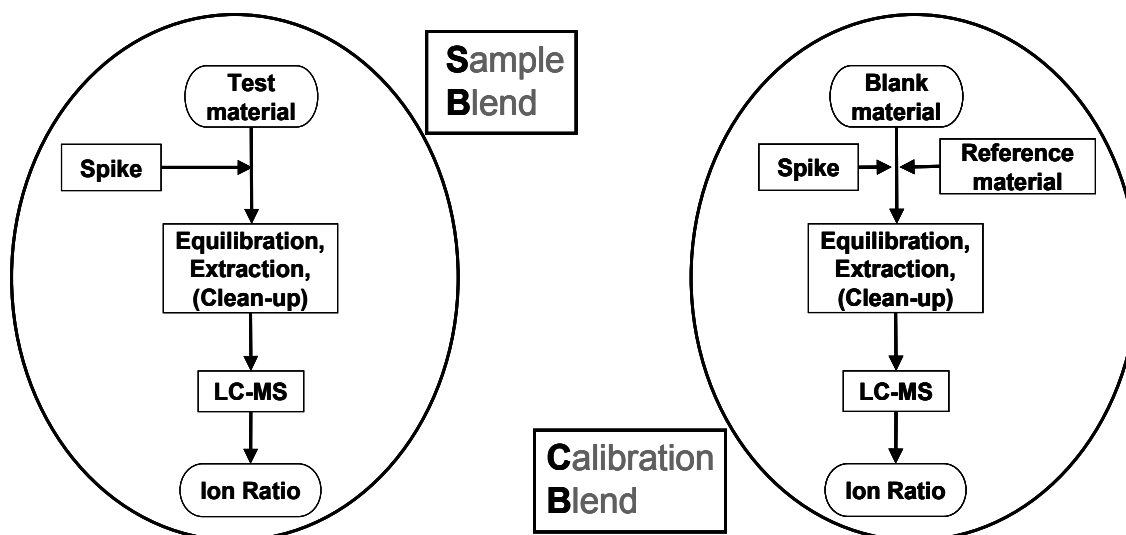 Sample
Blend
Test
material
Spike
Equilibration,
Extraction,
(Clean-up)
LC-MS
Ion Ratio
Blank
material
Spike
Reference
material
Equilibration,
Extraction,
(Clean-up)
LC-MS
Ion Ratio
Calibration
Blend